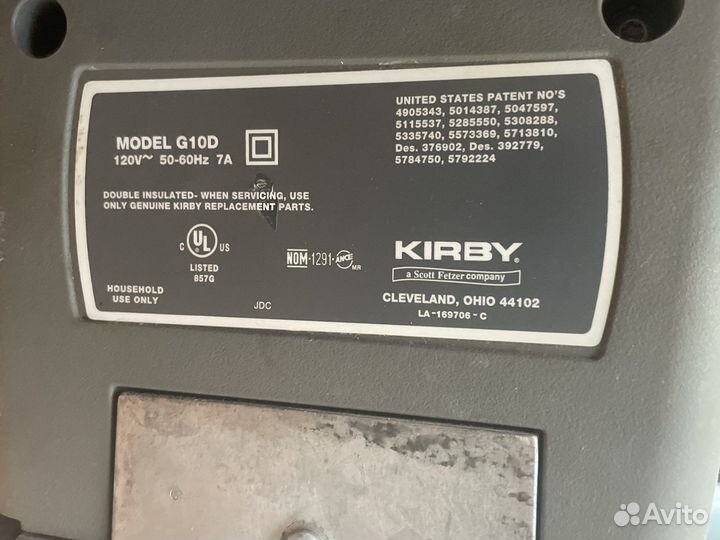 MODEL G10D
120V~ 50-60Hz 7A
DOUBLE INSULATED- WHEN SERVICING, USE
ONLY GENUINE KIRBY REPLACEMENT PARTS.
C UL US
LISTED
857G
NOM-1291-ANCE
MR
HOUSEHOLD
USE ONLY
JDC
UNITED STATES PATENT NO'S
4905343, 5014387, 5047597,
5115537, 5285550, 5308288,
5335740, 5573369, 5713810,
Des. 376902, Des. 392779,
5784750, 5792224
KIRBY®
a Scott Fetzer company
CLEVELAND, OHIO 44102
LA-169706-C
Avito